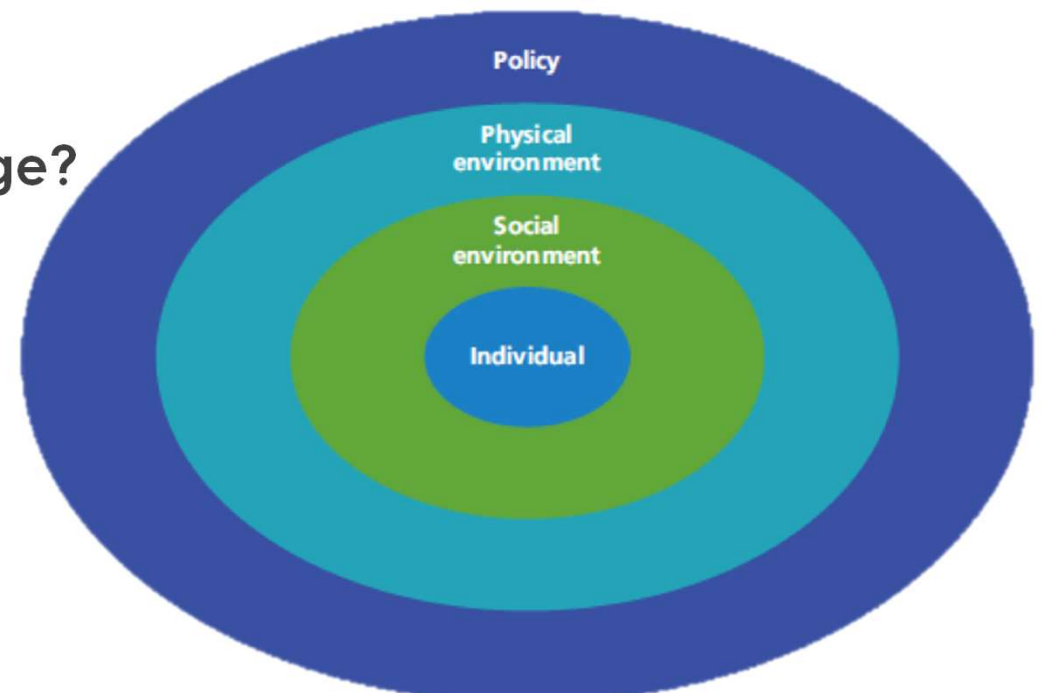 Policy
ge?
Physical
environment
Social
environment
Individual